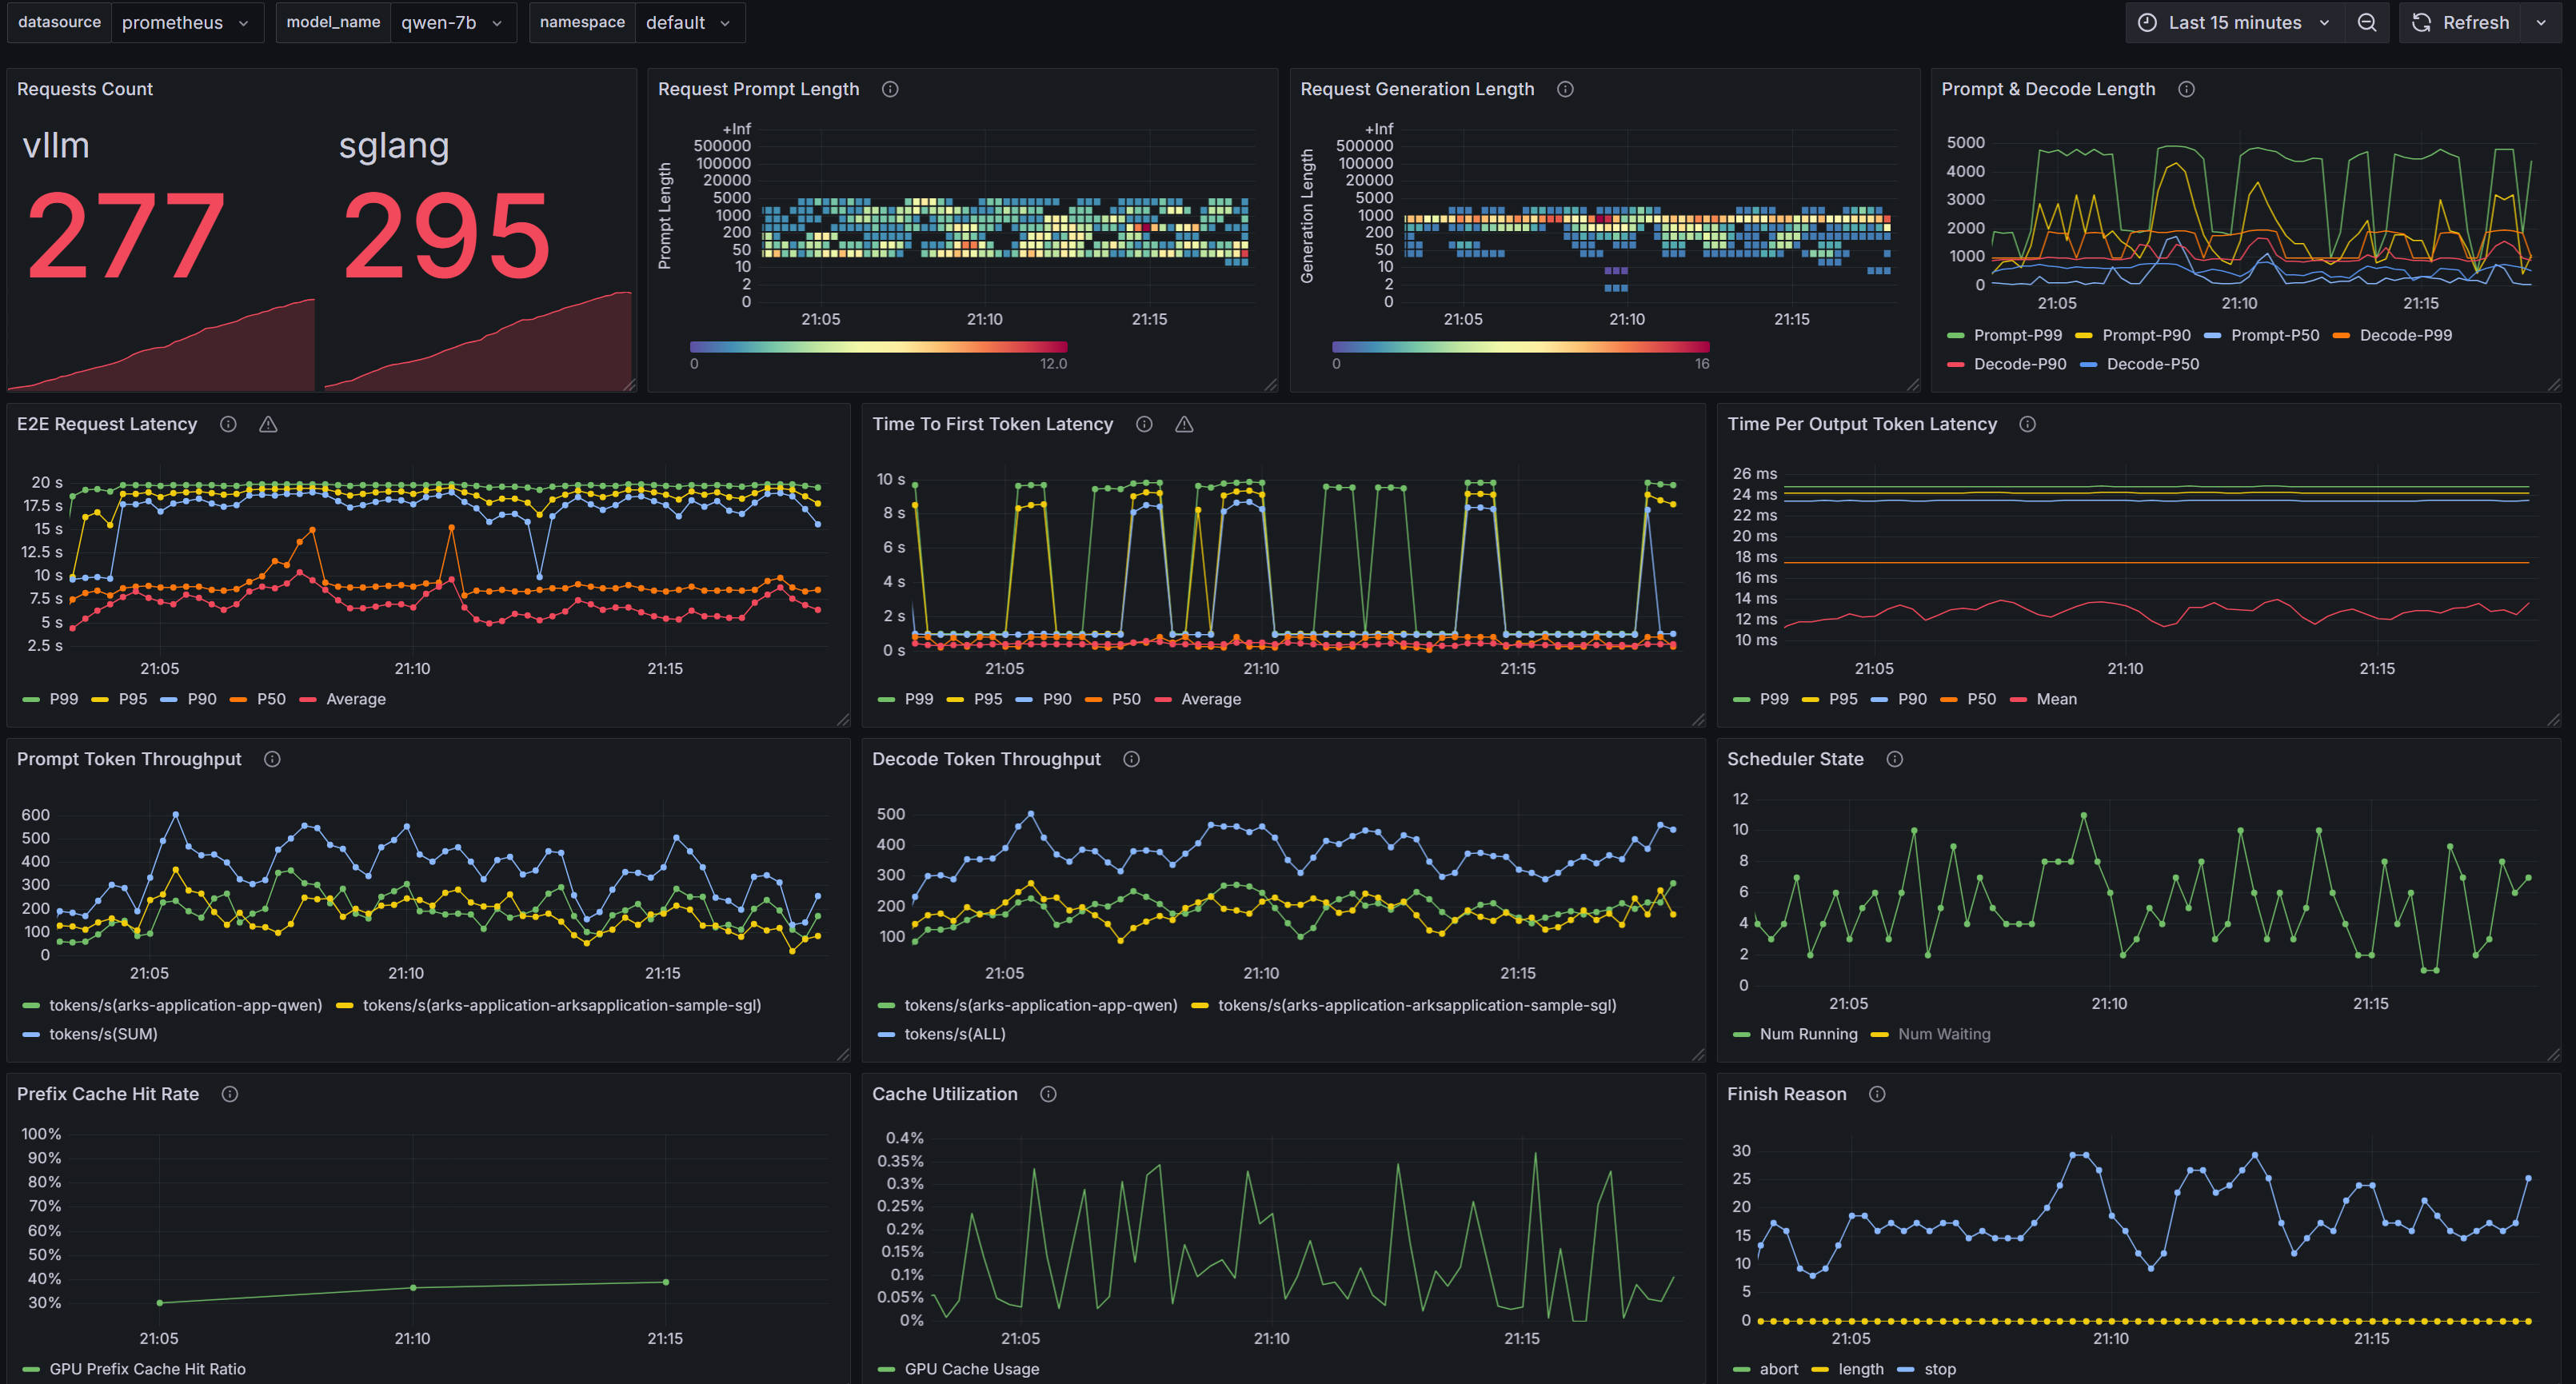 datasource prometheus model_name qwen-7b namespace default Last 15 minutes Refresh
Requests Count
vllm sglang
277 295
Request Prompt Length
Prompt Length
+Inf
500000
100000
20000
5000
1000
200
50
10
2
0
21:05 21:10 21:15
0 12.0
Request Generation Length
Generation Length
+Inf
500000
100000
20000
5000
1000
200
50
10
2
0
21:05 21:10 21:15
0 16
Prompt & Decode Length
5000
4000
3000
2000
1000
0
21:05 21:10 21:15
Prompt-P99 Prompt-P90 Prompt-P50 Decode-P99
Decode-P90 Decode-P50
E2E Request Latency
20 s
17.5 s
15 s
12.5 s
10 s
7.5 s
5 s
2.5 s
21:05 21:10 21:15
P99 P95 P90 P50 Average
Time To First Token Latency
10 s
8 s
6 s
4 s
2 s
0 s
21:05 21:10 21:15
P99 P95 P90 P50 Average
Time Per Output Token Latency
26 ms
24 ms
22 ms
20 ms
18 ms
16 ms
14 ms
12 ms
10 ms
21:05 21:10 21:15
P99 P95 P90 P50 Mean
Prompt Token Throughput
600
500
400
300
200
100
0
21:05 21:10 21:15
tokens/s(arks-application-app-qwen) tokens/s(arks-application-arksapplication-sample-sgl)
tokens/s(SUM)
Decode Token Throughput
500
400
300
200
100
21:05 21:10 21:15
tokens/s(arks-application-app-qwen) tokens/s(arks-application-arksapplication-sample-sgl)
tokens/s(ALL)
Scheduler State
12
10
8
6
4
2
0
21:05 21:10 21:15
Num Running Num Waiting
Prefix Cache Hit Rate
100%
90%
80%
70%
60%
50%
40%
30%
21:05 21:10 21:15
GPU Prefix Cache Hit Ratio
Cache Utilization
0.4%
0.35%
0.3%
0.25%
0.2%
0.15%
0.1%
0.05%
0%
21:05 21:10 21:15
GPU Cache Usage
Finish Reason
30
25
20
15
10
5
0
21:05 21:10 21:15
abort length stop